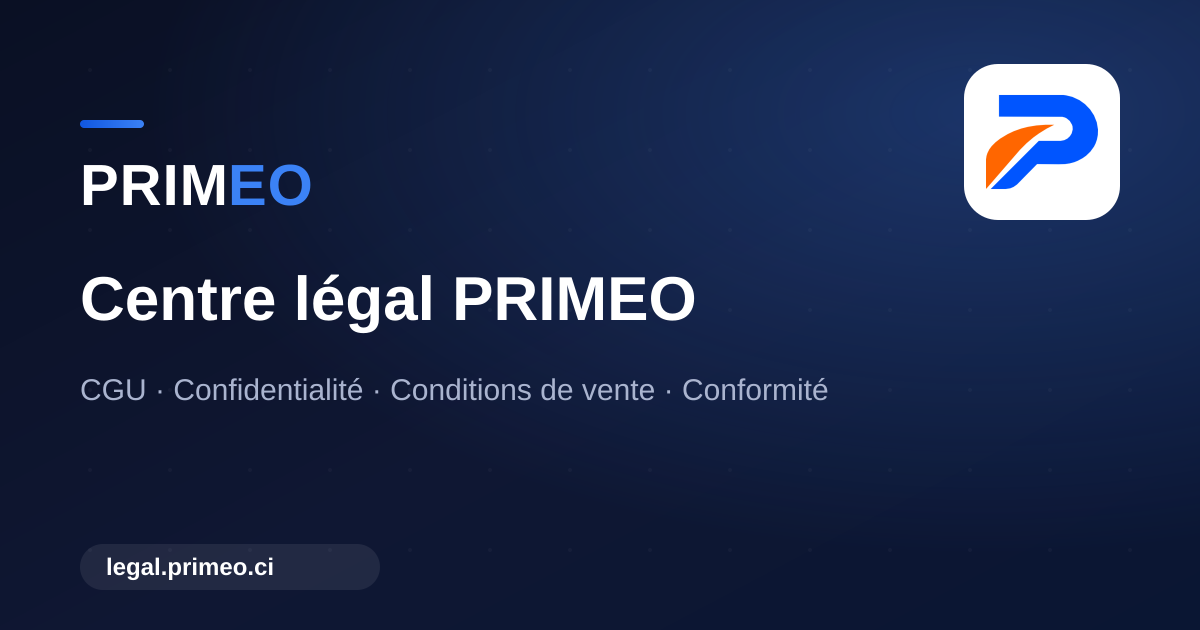 PRIMEO
Centre légal PRIMEO
CGU · Confidentialité · Conditions de vente · Conformité
legal.primeo.ci